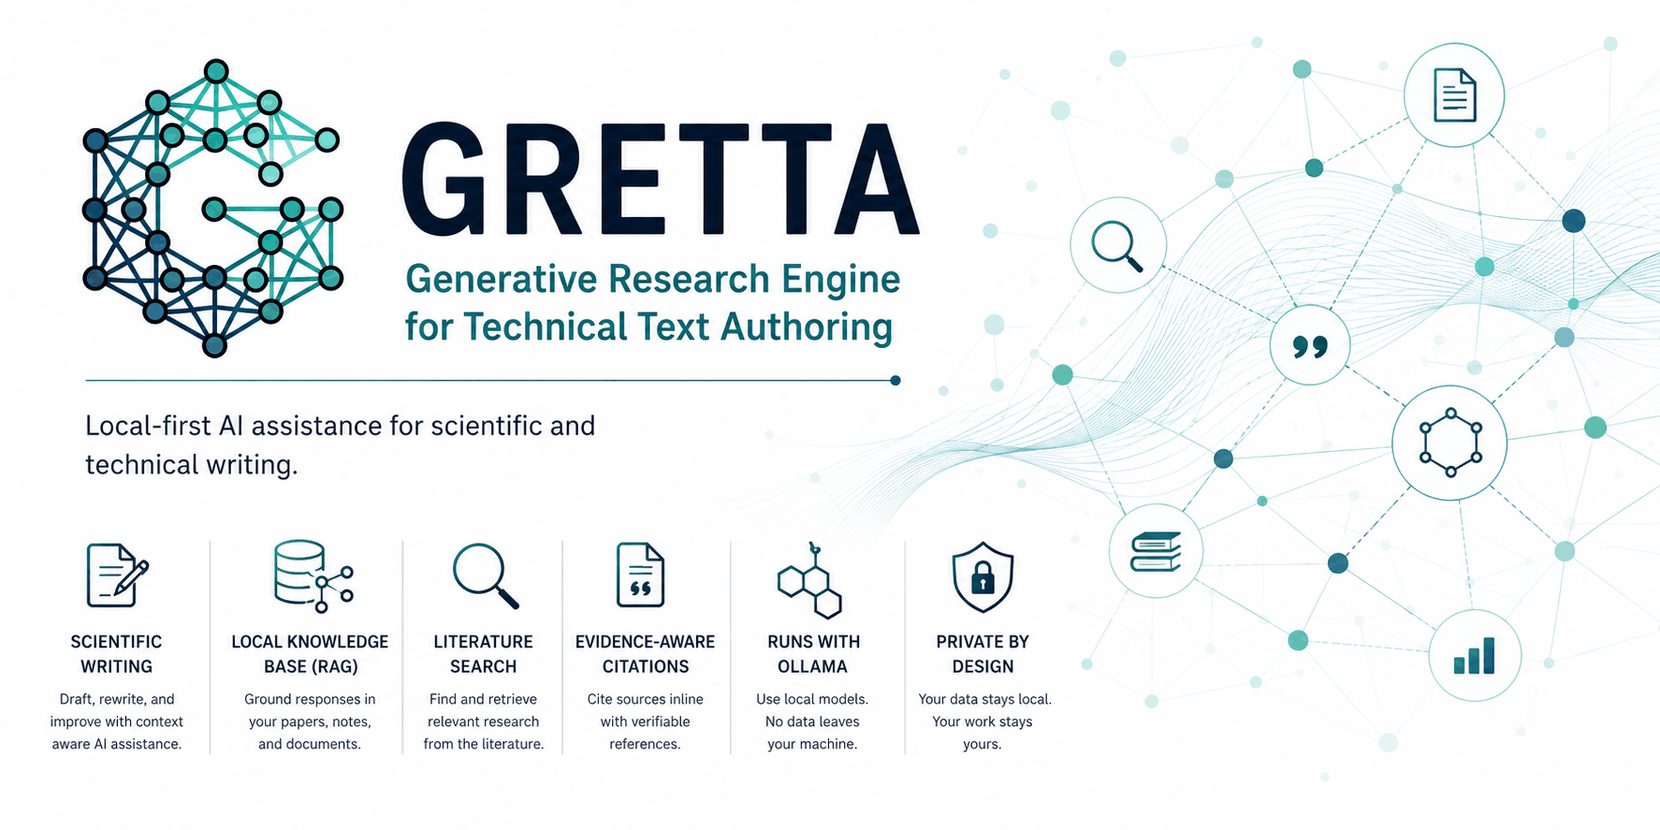 GRETTA
Generative Research Engine
for Technical Text Authoring
Local-first AI assistance for scientific and
technical writing.
SCIENTIFIC
WRITING
Draft, rewrite, and
improve with context
aware AI assistance.
LOCAL KNOWLEDGE
BASE (RAG)
Ground responses in
your papers, notes,
and documents.
LITERATURE
SEARCH
Find and retrieve
relevant research
from the literature.
EVIDENCE-AWARE
CITATIONS
Cite sources inline
with verifiable
references.
RUNS WITH
OLLAMA
Use local models.
No data leaves
your machine.
PRIVATE BY
DESIGN
Your data stays local.
Your work stays
yours.